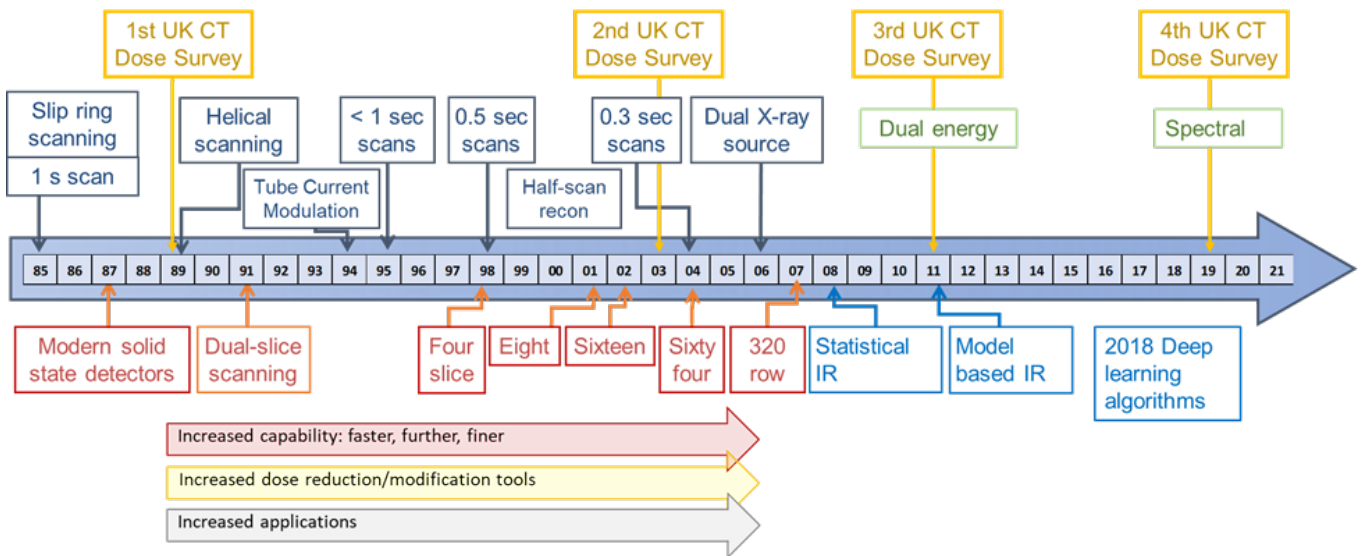 1st UK CT
Dose Survey
2nd UK CT
Dose Survey
3rd UK CT
Dose Survey
4th UK CT
Dose Survey
Slip ring
scanning
1 s scan
Helical
scanning
Tube Current
Modulation
< 1 sec
scans
0.5 sec
scans
Half-scan
recon
0.3 sec
scans
Dual X-ray
source
Dual energy
Spectral
85 86 87 88 89 90 91 92 93 94 95 96 97 98 99 00 01 02 03 04 05 06 07 08 09 10 11 12 13 14 15 16 17 18 19 20 21
Modern solid
state detectors
Dual-slice
scanning
Four
slice
Eight
Sixteen
Sixty
four
320
row
Statistical
IR
Model
based IR
2018 Deep
learning
algorithms
Increased capability: faster, further, finer
Increased dose reduction/modification tools
Increased applications